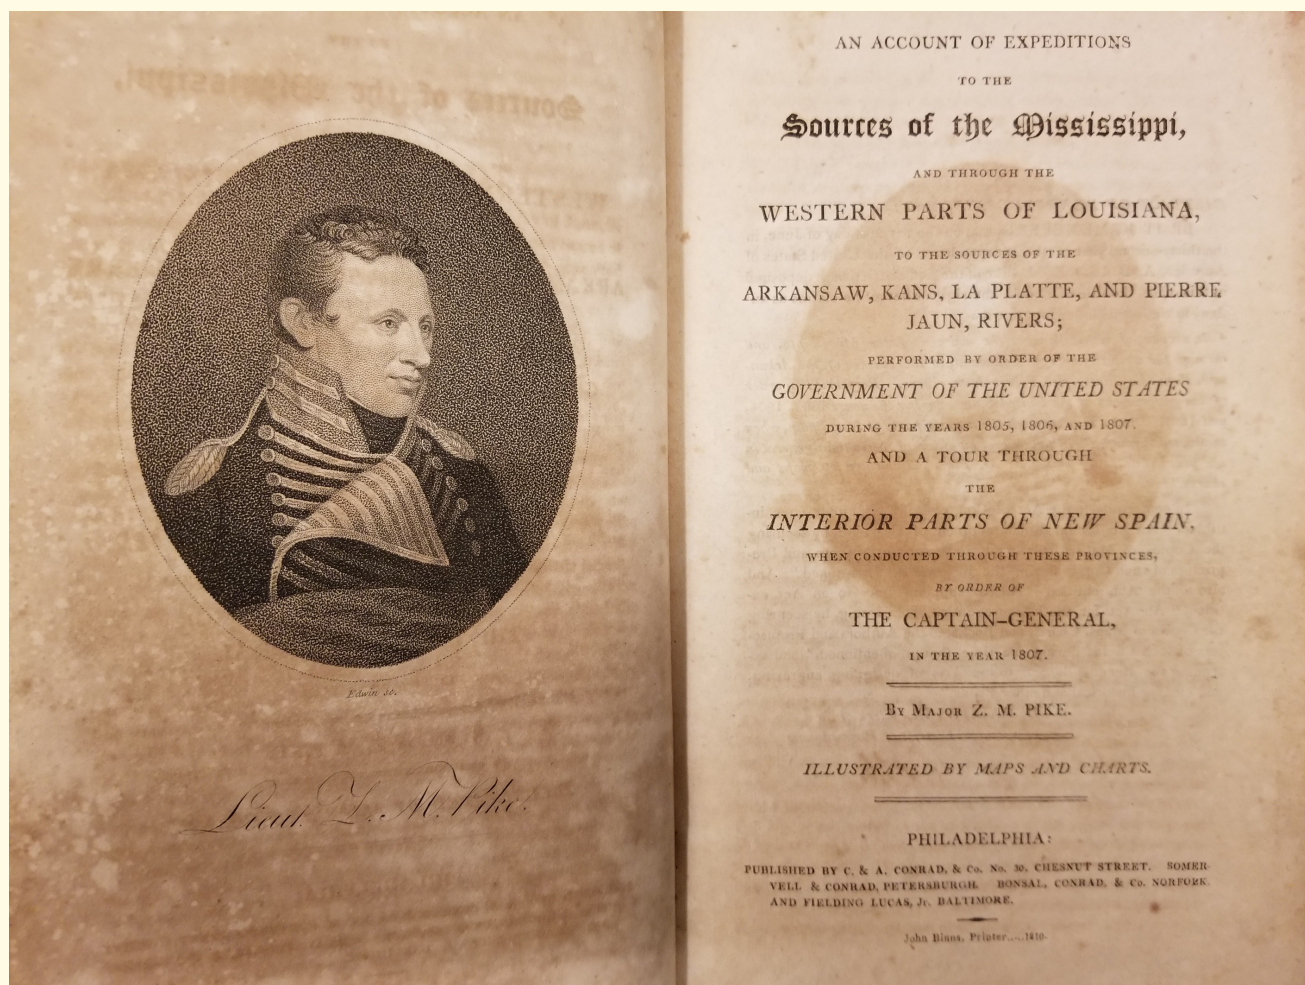 Edwin sc.
Lieut. Z. M. Pike.
AN ACCOUNT OF EXPEDITIONS
TO THE
Sources of the Mississippi,
AND THROUGH THE
WESTERN PARTS OF LOUISIANA,
TO THE SOURCES OF THE
ARKANSAW, KANS, LA PLATTE, AND PIERRE
JAUN, RIVERS;
PERFORMED BY ORDER OF THE
GOVERNMENT OF THE UNITED STATES
DURING THE YEARS 1805, 1806, AND 1807.
AND A TOUR THROUGH
THE
INTERIOR PARTS OF NEW SPAIN,
WHEN CONDUCTED THROUGH THESE PROVINCES,
BY ORDER OF
THE CAPTAIN-GENERAL,
IN THE YEAR 1807.
By Major Z. M. PIKE.
ILLUSTRATED BY MAPS AND CHARTS.
PHILADELPHIA:
PUBLISHED BY C. & A. CONRAD, & Co. No. 30, CHESNUT STREET. SOMER-
VELL & CONRAD, PETERSBURGH. BONSAL, CONRAD, & Co. NORFOLK,
AND FIELDING LUCAS, Jr. BALTIMORE.
John Binns, Printer.....1810.